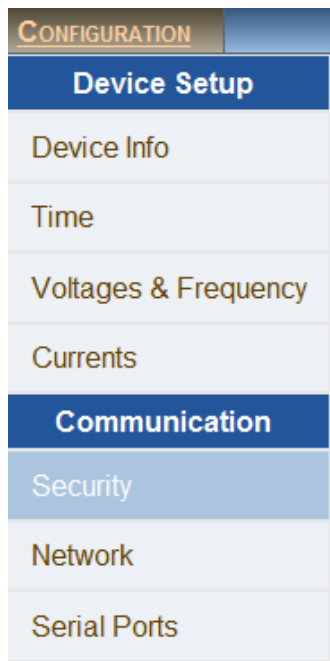 CONFIGURATION
Device Setup
Device Info
Time
Voltages & Frequency
Currents
Communication
Security
Network
Serial Ports